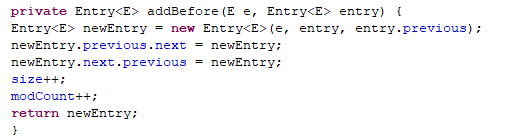 private Entry<E> addBefore(E e, Entry<E> entry) {
Entry<E> newEntry = new Entry<E>(e, entry, entry.previous);
newEntry.previous.next = newEntry;
newEntry.next.previous = newEntry;
size++;
modCount++;
return newEntry;
}